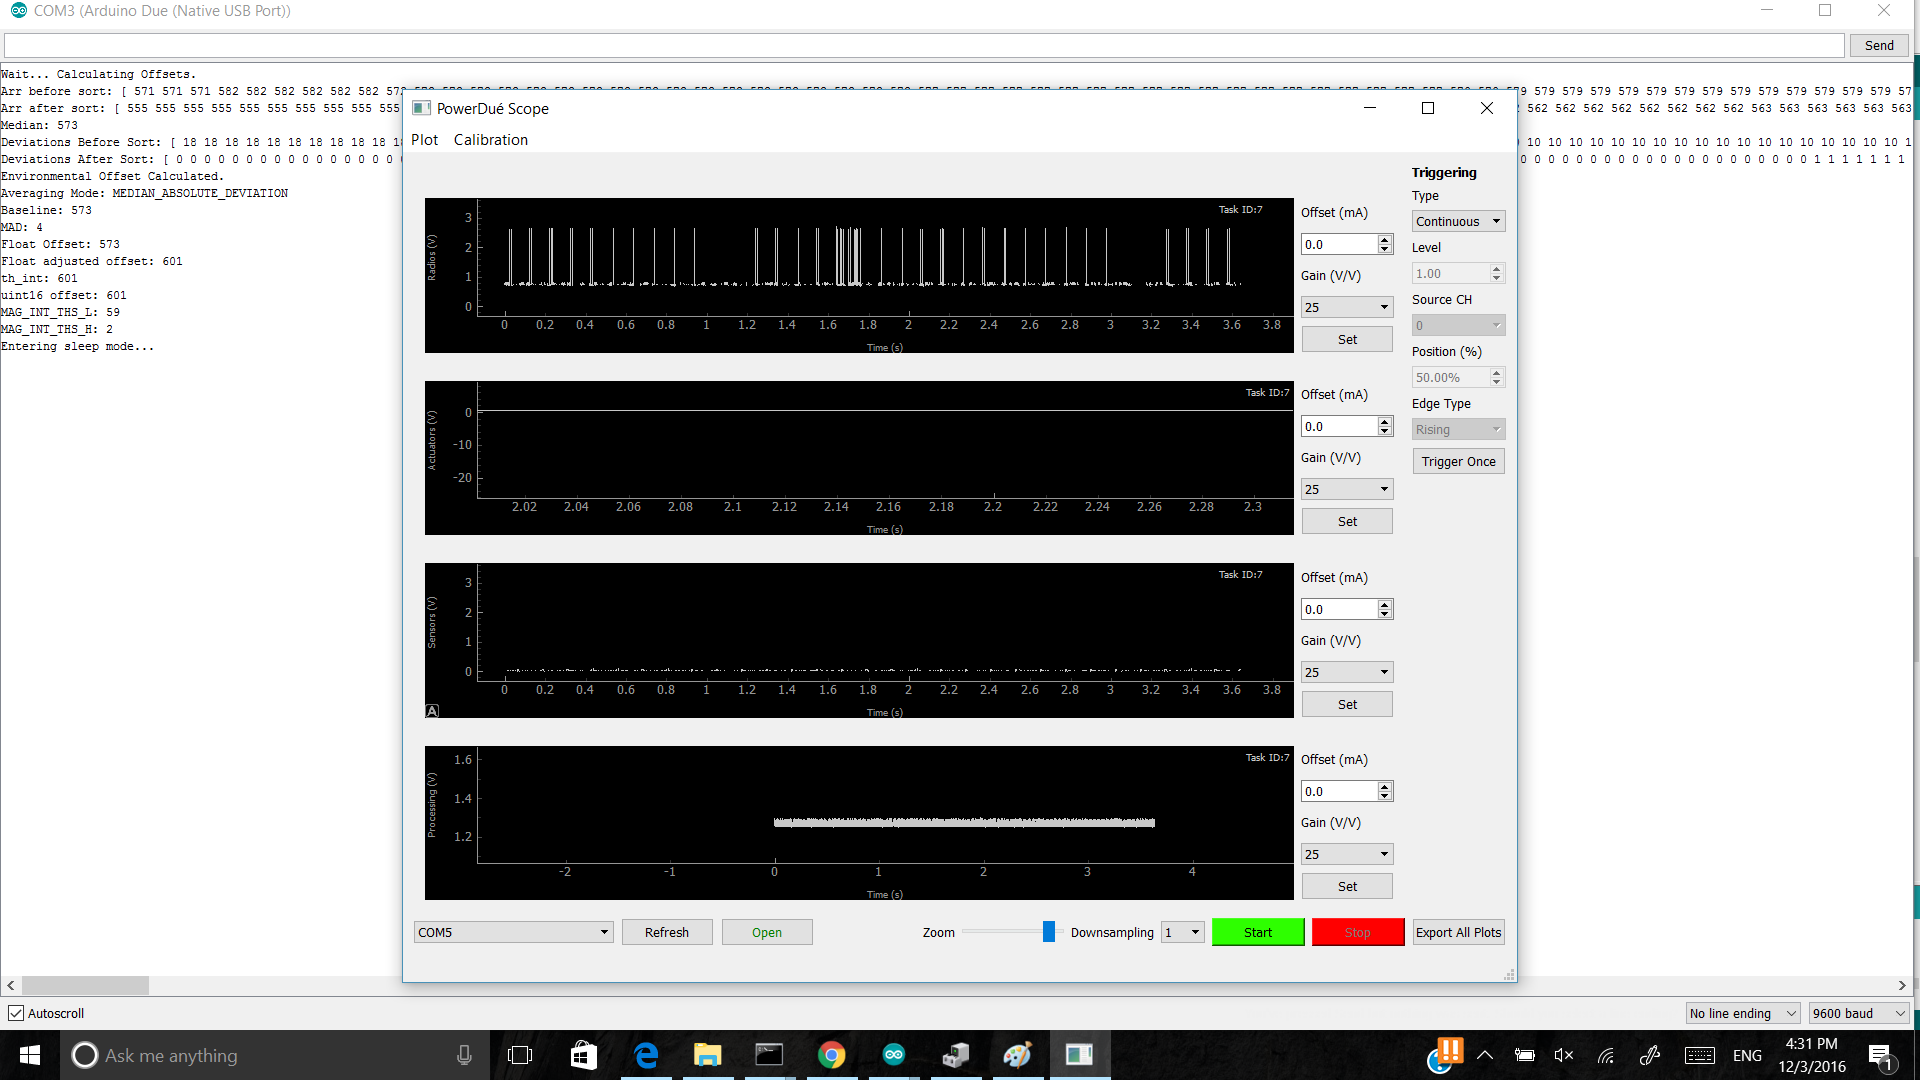 COM3 (Arduino Due (Native USB Port))
Send
Wait... Calculating Offsets.
Arr before sort: [ 571 571 571 582 582 582 582 582 582
579 579 579 579 579 579 579 579 579 579 579 579 579 579 579 579 579 57
Arr after sort: [ 555 555 555 555 555 555 555 555 555 555
562 562 562 562 562 562 562 562 562 562 562 562 562 563 563 563 563 563
Median: 573
Deviations Before Sort: [ 18 18 18 18 18 18 18 18 18 18
10 10 10 10 10 10 10 10 10 10 10 10 10 10 10 10 10 10 1
Deviations After Sort: [ 0 0 0 0 0 0 0 0 0 0 0 0 0 0 0 0
0 0 0 0 0 0 0 0 0 0 0 0 0 0 0 0 0 0 0 0 0 0 0 0 0 1 1 1 1 1 1 1
Environmental Offset Calculated.
Averaging Mode: MEDIAN_ABSOLUTE_DEVIATION
Baseline: 573
MAD: 4
Float Offset: 573
Float adjusted offset: 601
th_int: 601
uint16 offset: 601
MAG_INT_THS_L: 59
MAG_INT_THS_H: 2
Entering sleep mode...
PowerDué Scope
Plot Calibration
Task ID:7
Radios (V)
3
2
1
0
0 0.2 0.4 0.6 0.8 1 1.2 1.4 1.6 1.8 2 2.2 2.4 2.6 2.8 3 3.2 3.4 3.6 3.8
Time (s)
Offset (mA)
0.0
Gain (V/V)
25
Set
Task ID:7
Actuators (V)
0
-10
-20
2.02 2.04 2.06 2.08 2.1 2.12 2.14 2.16 2.18 2.2 2.22 2.24 2.26 2.28 2.3
Time (s)
Offset (mA)
0.0
Gain (V/V)
25
Set
Task ID:7
Sensors (V)
3
2
1
0
0 0.2 0.4 0.6 0.8 1 1.2 1.4 1.6 1.8 2 2.2 2.4 2.6 2.8 3 3.2 3.4 3.6 3.8
Time (s)
A
Offset (mA)
0.0
Gain (V/V)
25
Set
Task ID:7
Processing (V)
1.6
1.4
1.2
-2 -1 0 1 2 3 4
Time (s)
Offset (mA)
0.0
Gain (V/V)
25
Set
Triggering
Type
Continuous
Level
1.00
Source CH
0
Position (%)
50.00%
Edge Type
Rising
Trigger Once
COM5 Refresh Open Zoom Downsampling 1 Start Stop Export All Plots
Autoscroll
No line ending 9600 baud
Ask me anything
ENG
4:31 PM
12/3/2016
1